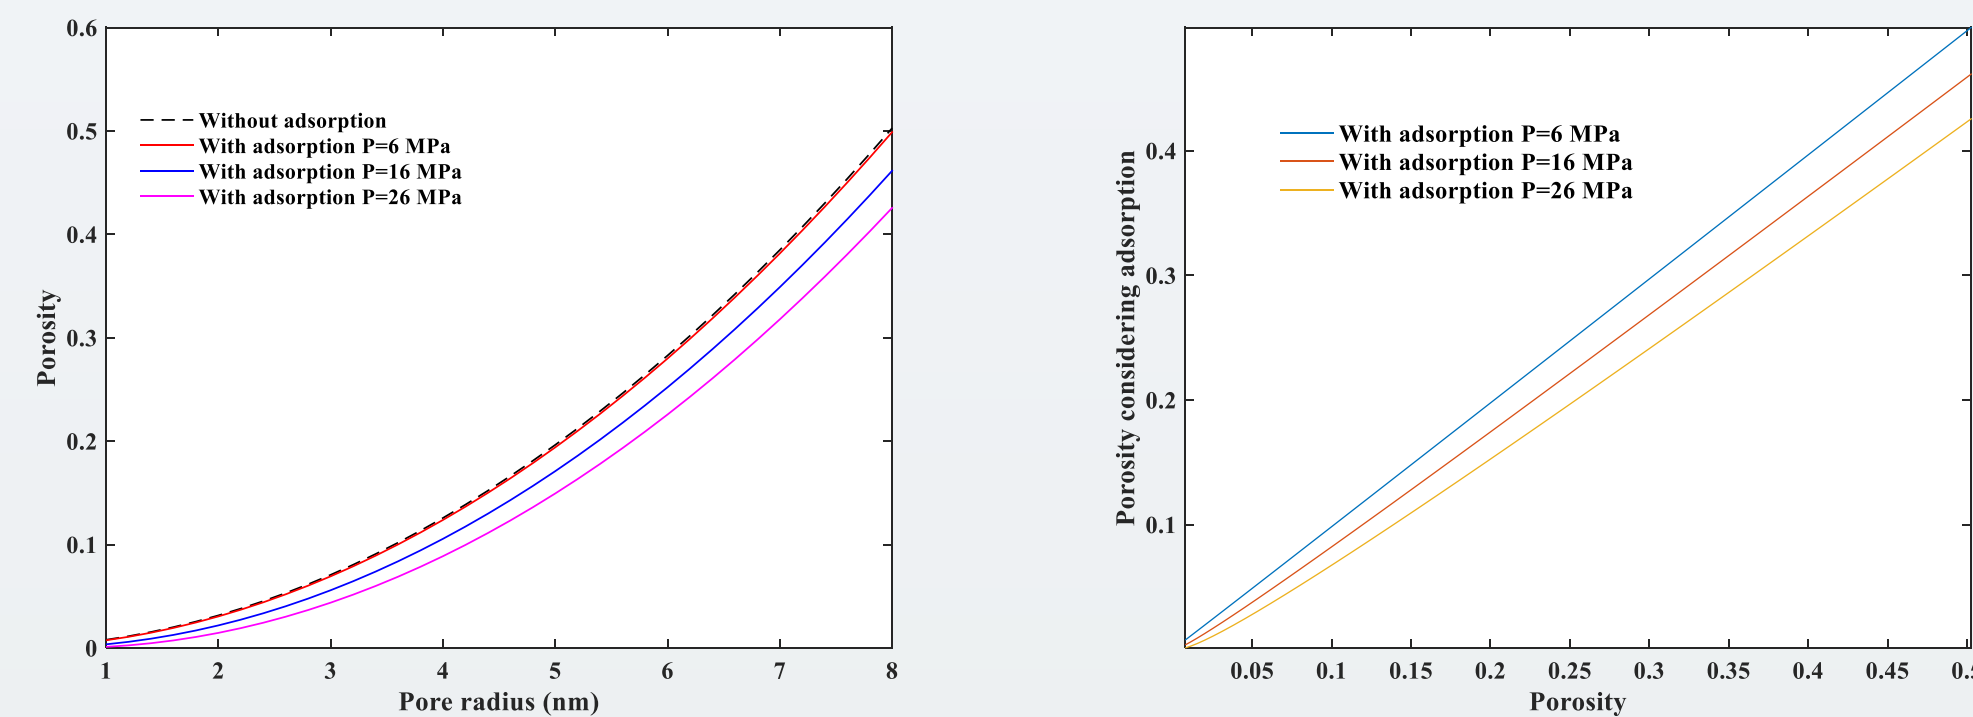 0.6
0.5
0.4
0.3
0.2
0.1
0
Porosity
Without adsorption
With adsorption P=6 MPa
With adsorption P=16 MPa
With adsorption P=26 MPa
1 2 3 4 5 6 7 8
Pore radius (nm)
0.4
0.3
0.2
0.1
Porosity considering adsorption
With adsorption P=6 MPa
With adsorption P=16 MPa
With adsorption P=26 MPa
0.05 0.1 0.15 0.2 0.25 0.3 0.35 0.4 0.45
Porosity